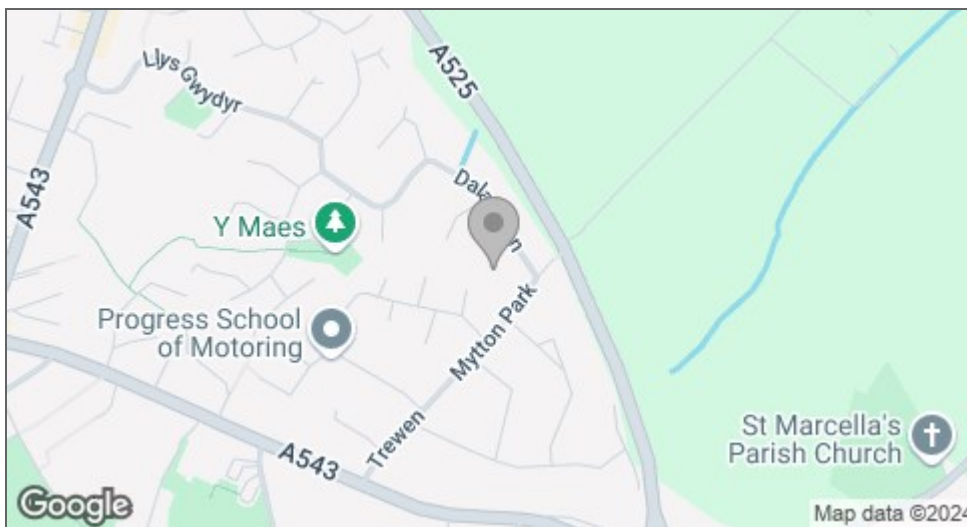 Llys Gwydyr
A525
A543
Y Maes
Progress School
of Motoring
Mytton Park
Trewen
A543
St Marcella's
Parish Church
Google
Map data ©2024